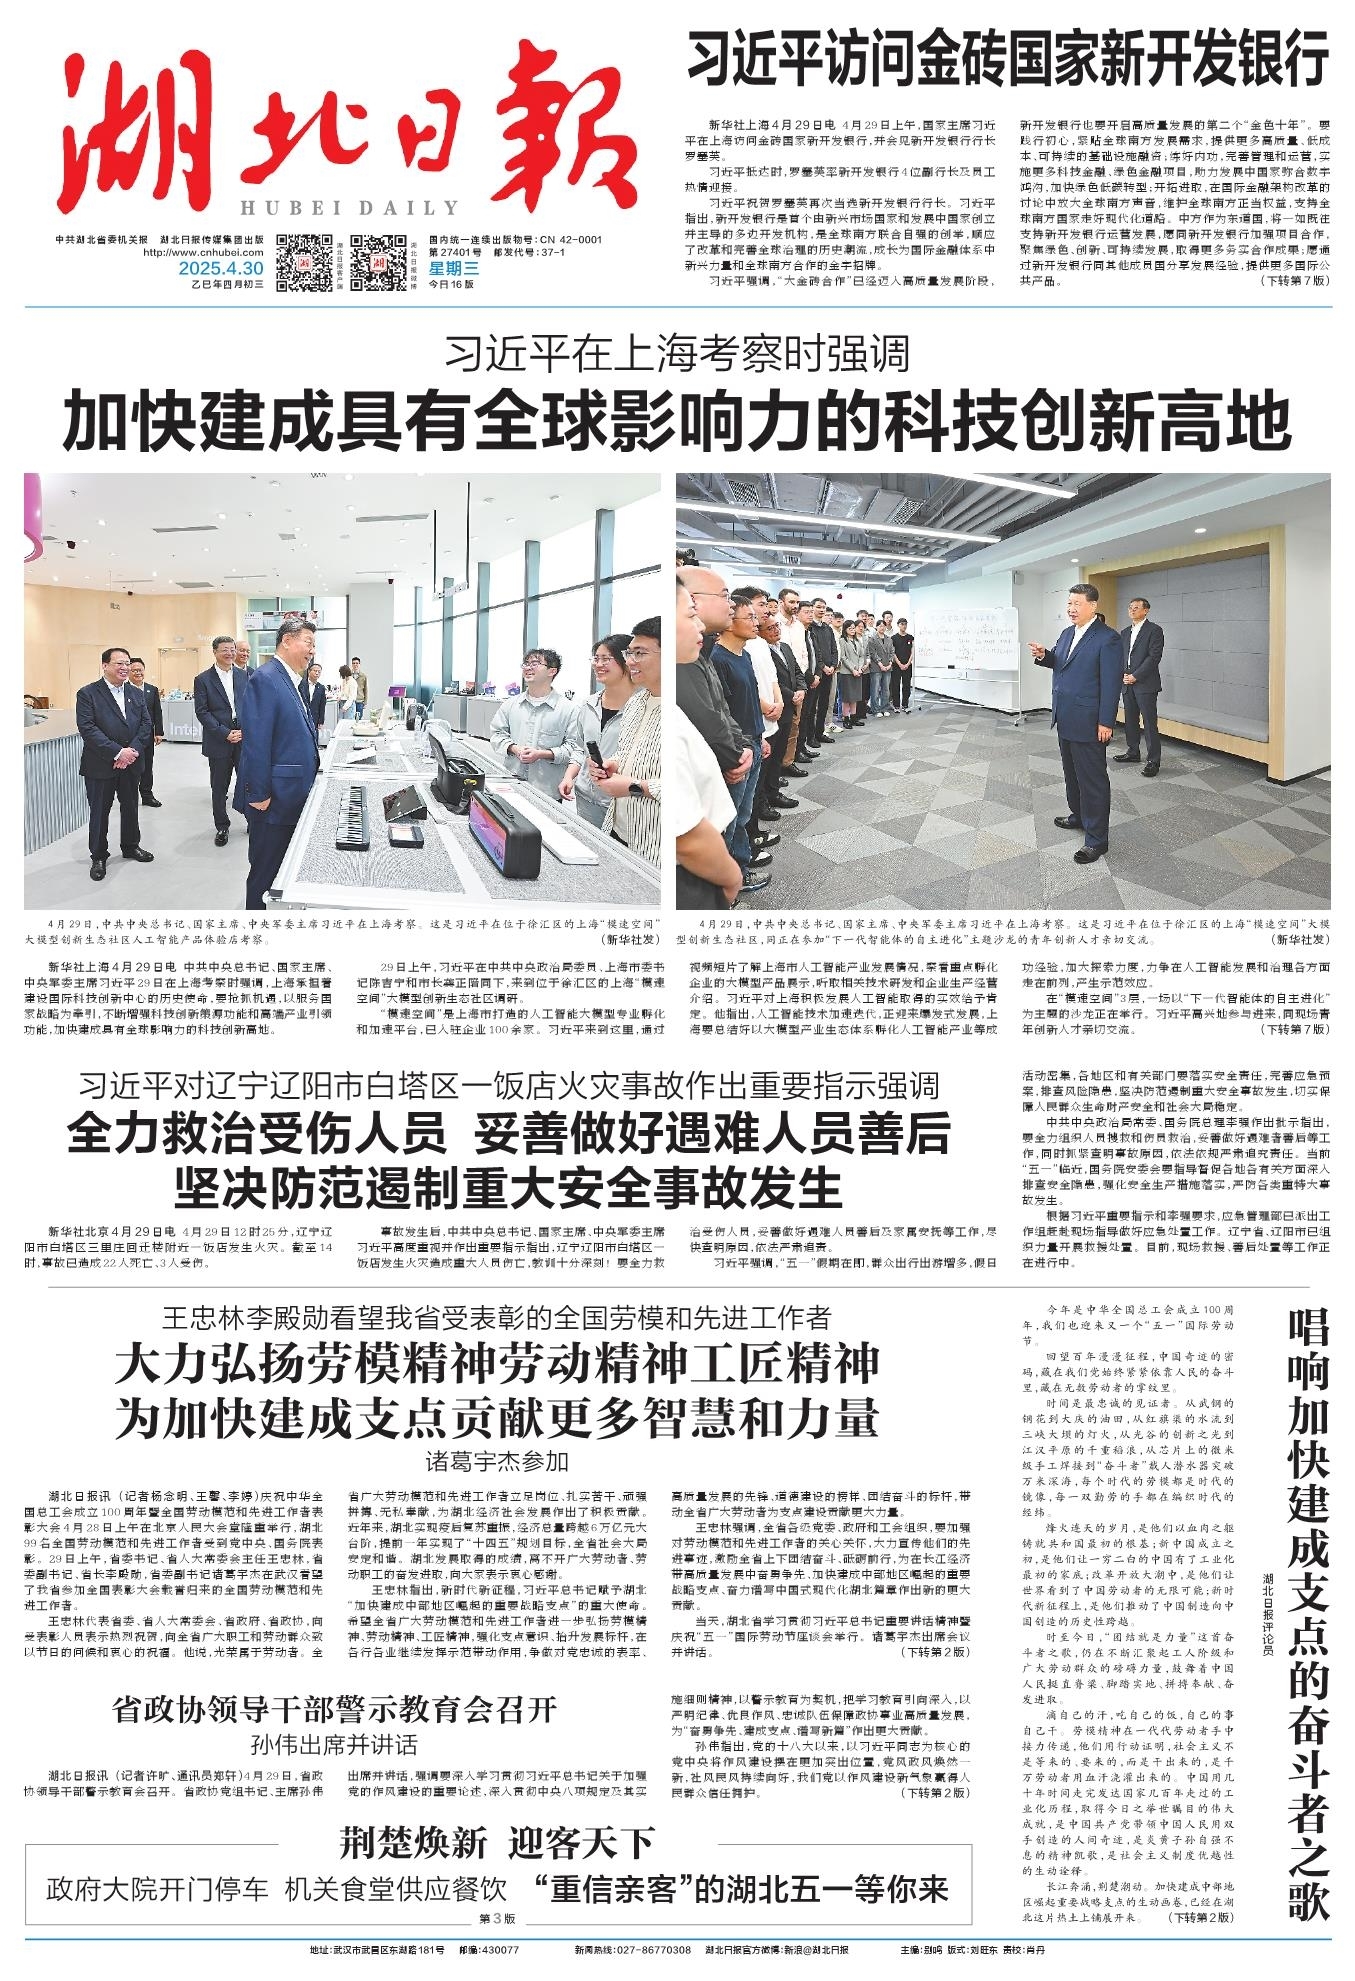 湖北日報
HUBEI DAILY
中共湖北省委机关报 湖北日报传媒集团出版
http://www.cnhubei.com
2025.4.30
乙巳年四月初三
湖北日报客户端
湖北日报微博
国内统一连续出版物号:CN 42-0001
第27401号 邮发代号:37-1
星期三
今日16版
习近平访问金砖国家新开发银行
新华社上海4月29日电 4月29日上午,国家主席习近
平在上海访问金砖国家新开发银行,并会见新开发银行行长
罗塞芙。
习近平抵达时,罗塞芙率新开发银行4位副行长及员工
热情迎接。
习近平祝贺罗塞芙再次当选新开发银行行长。习近平
指出,新开发银行是首个由新兴市场国家和发展中国家创立
并主导的多边开发机构,是全球南方联合自强的创举,顺应
了改革和完善全球治理的历史潮流,成长为国际金融体系中
新兴力量和全球南方合作的金字招牌。
习近平强调,“大金砖合作”已经迈入高质量发展阶段,
新开发银行也要开启高质量发展的第二个“金色十年”。要
践行初心,紧贴全球南方发展需求,提供更多高质量、低成
本、可持续的基础设施融资;练好内功,完善管理和运营,实
施更多科技金融、绿色金融项目,助力发展中国家弥合数字
鸿沟,加快绿色低碳转型;开拓进取,在国际金融架构改革的
讨论中放大全球南方声音,维护全球南方正当权益,支持全
球南方国家走好现代化道路。中方作为东道国,将一如既往
支持新开发银行运营发展,愿同新开发银行加强项目合作,
聚焦绿色、创新、可持续发展,取得更多务实合作成果;愿通
过新开发银行同其他成员国分享发展经验,提供更多国际公
共产品。 (下转第7版)
习近平在上海考察时强调
加快建成具有全球影响力的科技创新高地
4月29日,中共中央总书记、国家主席、中央军委主席习近平在上海考察。这是习近平在位于徐汇区的上海“模速空间”
大模型创新生态社区人工智能产品体验店考察。 (新华社发)
4月29日,中共中央总书记、国家主席、中央军委主席习近平在上海考察。这是习近平在位于徐汇区的上海“模速空间”大模
型创新生态社区,同正在参加“下一代智能体的自主进化”主题沙龙的青年创新人才亲切交流。 (新华社发)
新华社上海4月29日电 中共中央总书记、国家主席、
中央军委主席习近平29日在上海考察时强调,上海承担着
建设国际科技创新中心的历史使命,要抢抓机遇,以服务国
家战略为牵引,不断增强科技创新策源功能和高端产业引领
功能,加快建成具有全球影响力的科技创新高地。
29日上午,习近平在中共中央政治局委员、上海市委书
记陈吉宁和市长龚正陪同下,来到位于徐汇区的上海“模速
空间”大模型创新生态社区调研。
“模速空间”是上海市打造的人工智能大模型专业孵化
和加速平台,已入驻企业100余家。习近平来到这里,通过
视频短片了解上海市人工智能产业发展情况,察看重点孵化
企业的大模型产品展示,听取相关技术研发和企业生产经营
介绍。习近平对上海积极发展人工智能取得的实效给予肯
定。他指出,人工智能技术加速迭代,正迎来爆发式发展,上
海要总结好以大模型产业生态体系孵化人工智能产业等成
功经验,加大探索力度,力争在人工智能发展和治理各方面
走在前列,产生示范效应。
在“模速空间”3层,一场以“下一代智能体的自主进化”
为主题的沙龙正在举行。习近平高兴地参与进来,同现场青
年创新人才亲切交流。 (下转第7版)
习近平对辽宁辽阳市白塔区一饭店火灾事故作出重要指示强调
全力救治受伤人员 妥善做好遇难人员善后
坚决防范遏制重大安全事故发生
新华社北京4月29日电 4月29日12时25分,辽宁辽
阳市白塔区三里庄回迁楼附近一饭店发生火灾。截至14
时,事故已造成22人死亡、3人受伤。
事故发生后,中共中央总书记、国家主席、中央军委主席
习近平高度重视并作出重要指示指出,辽宁辽阳市白塔区一
饭店发生火灾造成重大人员伤亡,教训十分深刻!要全力救
治受伤人员,妥善做好遇难人员善后及家属安抚等工作,尽
快查明原因,依法严肃追责。
习近平强调,“五一”假期在即,群众出行出游增多,假日
活动密集,各地区和有关部门要落实安全责任,完善应急预
案,排查风险隐患,坚决防范遏制重大安全事故发生,切实保
障人民群众生命财产安全和社会大局稳定。
中共中央政治局常委、国务院总理李强作出批示指出,
要全力组织人员搜救和伤员救治,妥善做好遇难者善后等工
作,同时抓紧查明事故原因,依法依规严肃追究责任。当前
“五一”临近,国务院安委会要指导督促各地各有关方面深入
排查安全隐患,强化安全生产措施落实,严防各类重特大事
故发生。
根据习近平重要指示和李强要求,应急管理部已派出工
作组赶赴现场指导做好应急处置工作。辽宁省、辽阳市已组
织力量开展救援处置。目前,现场救援、善后处置等工作正
在进行中。
王忠林李殿勋看望我省受表彰的全国劳模和先进工作者
大力弘扬劳模精神劳动精神工匠精神
为加快建成支点贡献更多智慧和力量
诸葛宇杰参加
湖北日报讯(记者杨念明、王馨、李婷)庆祝中华全
国总工会成立100周年暨全国劳动模范和先进工作者表
彰大会4月28日上午在北京人民大会堂隆重举行,湖北
99名全国劳动模范和先进工作者受到党中央、国务院表
彰。29日上午,省委书记、省人大常委会主任王忠林,省
委副书记、省长李殿勋,省委副书记诸葛宇杰在武汉看望
了我省参加全国表彰大会载誉归来的全国劳动模范和先
进工作者。
王忠林代表省委、省人大常委会、省政府、省政协,向
受表彰人员表示热烈祝贺,向全省广大职工和劳动群众致
以节日的问候和衷心的祝福。他说,光荣属于劳动者。全
省广大劳动模范和先进工作者立足岗位、扎实苦干、顽强
拼搏、无私奉献,为湖北经济社会发展作出了积极贡献。
近年来,湖北实现疫后复苏重振,经济总量跨越6万亿元大
台阶,提前一年实现了“十四五”规划目标,全省社会大局
安定和谐。湖北发展取得的成绩,离不开广大劳动者、劳
动职工的奋发进取,向大家表示衷心感谢。
王忠林指出,新时代新征程,习近平总书记赋予湖北
“加快建成中部地区崛起的重要战略支点”的重大使命。
希望全省广大劳动模范和先进工作者进一步弘扬劳模精
神、劳动精神、工匠精神,强化支点意识、抬升发展标杆,在
各行各业继续发挥示范带动作用,争做对党忠诚的表率、
高质量发展的先锋、道德建设的榜样、团结奋斗的标杆,带
动全省广大劳动者为支点建设贡献更大力量。
王忠林强调,全省各级党委、政府和工会组织,要加强
对劳动模范和先进工作者的关心关怀,大力宣传他们的先
进事迹,激励全省上下团结奋斗、砥砺前行,为在长江经济
带高质量发展中奋勇争先、加快建成中部地区崛起的重要
战略支点、奋力谱写中国式现代化湖北篇章作出新的更大
贡献。
当天,湖北省学习贯彻习近平总书记重要讲话精神暨
庆祝“五一”国际劳动节座谈会举行。诸葛宇杰出席会议
并讲话。 (下转第2版)
省政协领导干部警示教育会召开
孙伟出席并讲话
湖北日报讯(记者许旷、通讯员郑轩)4月29日,省政
协领导干部警示教育会召开。省政协党组书记、主席孙伟
出席并讲话,强调要深入学习贯彻习近平总书记关于加强
党的作风建设的重要论述,深入贯彻中央八项规定及其实
施细则精神,以警示教育为契机,把学习教育引向深入,以
严明纪律、优良作风、忠诚队伍保障政协事业高质量发展,
为“奋勇争先、建成支点、谱写新篇”作出更大贡献。
孙伟指出,党的十八大以来,以习近平同志为核心的
党中央将作风建设摆在更加突出位置,党风政风焕然一
新,社风民风持续向好,我们党以作风建设新气象赢得人
民群众信任拥护。 (下转第2版)
荆楚焕新 迎客天下
政府大院开门停车 机关食堂供应餐饮 “重信亲客”的湖北五一等你来
第3版
唱响加快建成支点的奋斗者之歌
湖北日报评论员
今年是中华全国总工会成立100周
年,我们也迎来又一个“五一”国际劳动
节。
回望百年漫漫征程,中国奇迹的密
码,藏在我们党始终紧紧依靠人民的奋斗
里,藏在无数劳动者的掌纹里。
时间是最忠诚的见证者。从武钢的
钢花到大庆的油田,从红旗渠的水流到
三峡大坝的灯火,从光谷的创新之光到
江汉平原的千重稻浪,从芯片上的微米
级手工焊接到“奋斗者”载人潜水器突破
万米深海,每个时代的劳模都是时代的
镜像,每一双勤劳的手都在编织时代的
经纬。
烽火连天的岁月,是他们以血肉之躯
铸就共和国最初的根基;新中国成立之
初,是他们让一穷二白的中国有了工业化
最初的家底;改革开放大潮中,是他们让
世界看到了中国劳动者的无限可能;新时
代新征程上,是他们推动了中国制造向中
国创造的历史性跨越。
时至今日,“团结就是力量”这首奋
斗者之歌,仍在不断汇聚起工人阶级和
广大劳动群众的磅礴力量,鼓舞着中国
人民挺直脊梁、脚踏实地、拼搏奉献、奋
发进取。
滴自己的汗,吃自己的饭,自己的事
自己干。劳模精神在一代代劳动者手中
接力传递,他们用行动证明,社会主义不
是等来的、要来的,而是干出来的,是千
万劳动者用血汗浇灌出来的。中国用几
十年时间走完发达国家几百年走过的工
业化历程,取得今日之举世瞩目的伟大
成就,是中国共产党带领中国人民用双
手创造的人间奇迹,是炎黄子孙自强不
息的精神凯歌,是社会主义制度优越性
的生动诠释。
长江奔涌,荆楚潮动。加快建成中部地
区崛起重要战略支点的生动画卷,已经在湖
北这片热土上铺展开来。 (下转第2版)
地址:武汉市武昌区东湖路181号 邮编:430077 新闻热线:027-86770308 湖北日报官方微博:新浪@湖北日报 主编:别鸣 版式:刘旺东 责校:肖丹